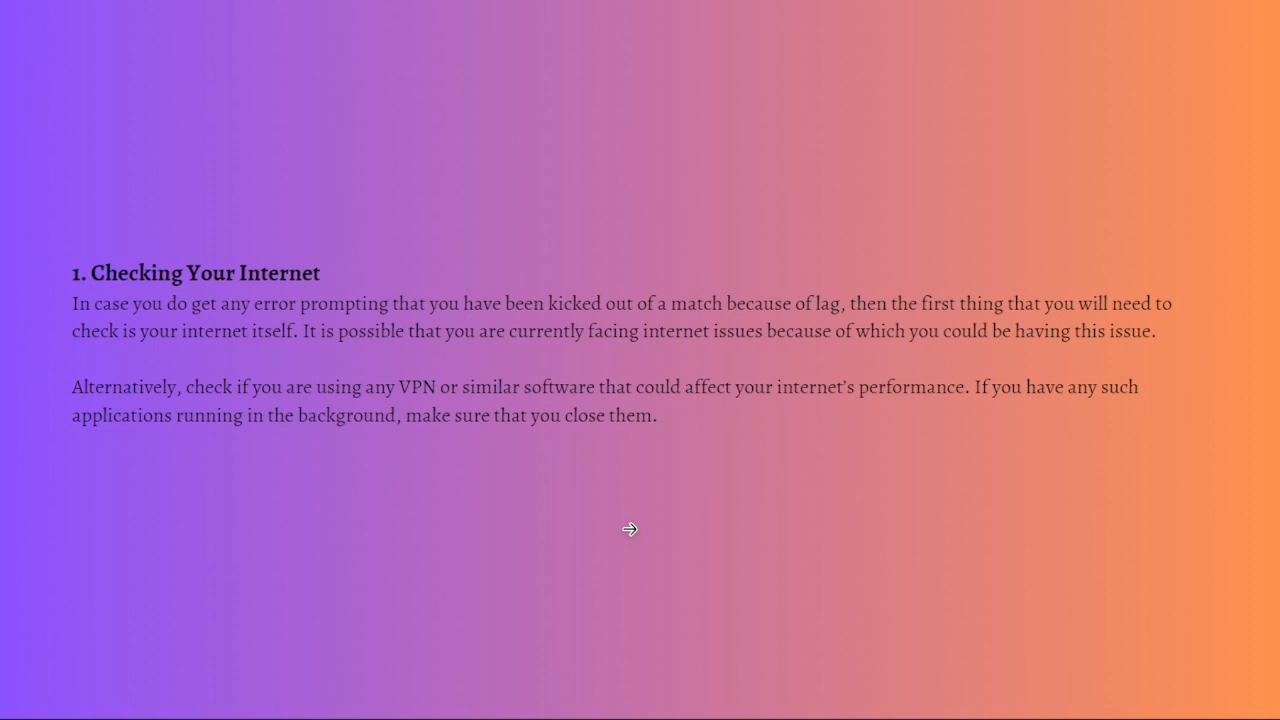 1. Checking Your Internet
In case you do get any error prompting that you have been kicked out of a match because of lag, then the first thing that you will need to
check is your internet itself. It is possible that you are currently facing internet issues because of which you could be having this issue.
Alternatively, check if you are using any VPN or similar software that could affect your internet's performance. If you have any such
applications running in the background, make sure that you close them.